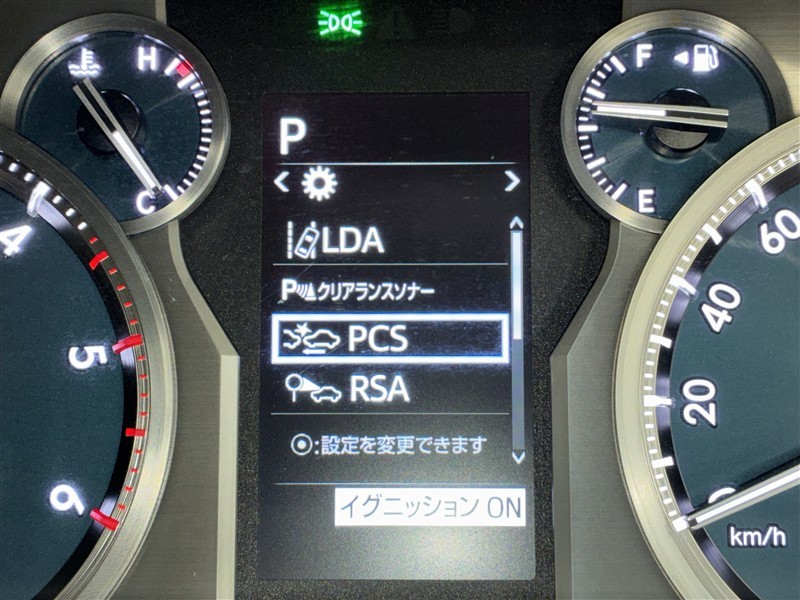 H
C
F
E
P
LDA
クリアランスソナー
PCS
RSA
:設定を変更できます
イグニッション ON
4
5
6
60
40
20
0
km/h